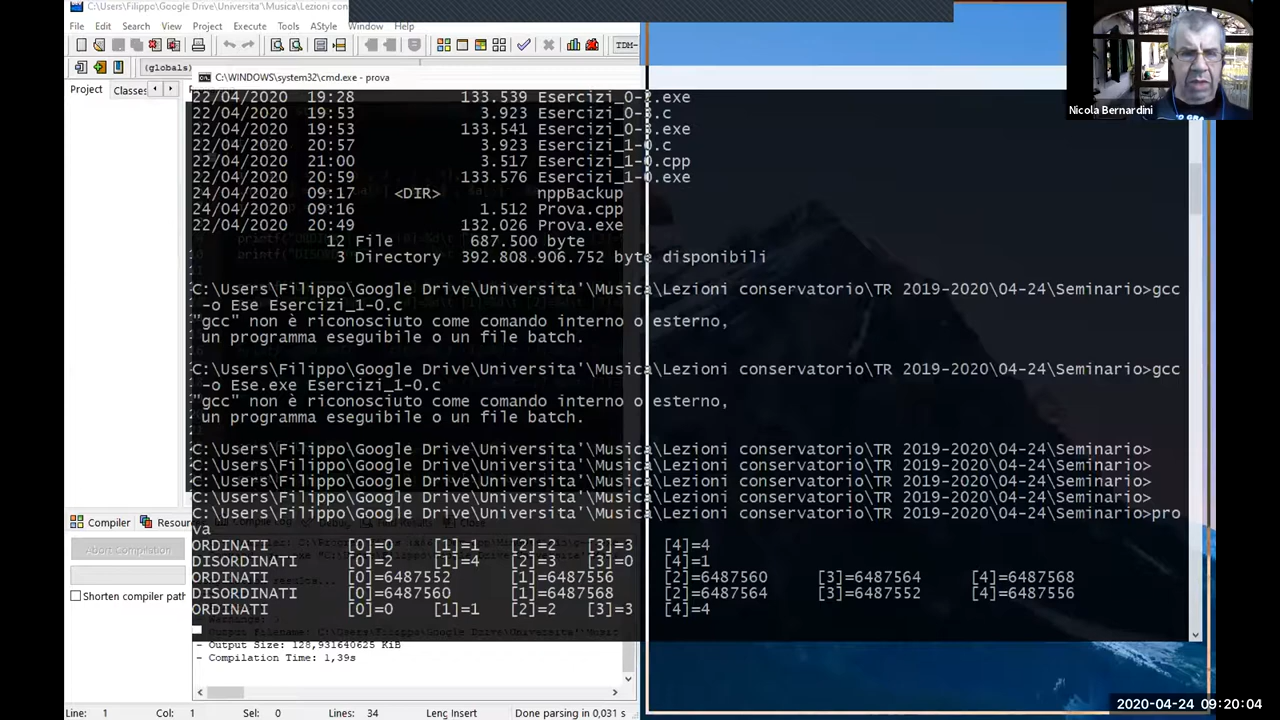 C:\Users\Filippo\Google Drive\Universita'\Musica\Lezioni con
File Edit Search View Project Execute Tools AStyle Window Help
TDM-
(globals)
Project Classes
C:\WINDOWS\system32\cmd.exe - prova
Nicola Bernardini
22/04/2020 19:28 133.539 Esercizi_0-2.exe
22/04/2020 19:53 3.923 Esercizi_0-3.c
22/04/2020 19:53 133.541 Esercizi_0-3.exe
22/04/2020 20:57 3.923 Esercizi_1-0.c
22/04/2020 21:00 3.517 Esercizi_1-0.cpp
22/04/2020 20:59 133.576 Esercizi_1-0.exe
24/04/2020 09:17 <DIR> nppBackup
24/04/2020 09:16 1.512 Prova.cpp
22/04/2020 20:49 132.026 Prova.exe
12 File 687.500 byte
3 Directory 392.808.906.752 byte disponibili
C:\Users\Filippo\Google Drive\Universita'\Musica\Lezioni conservatorio\TR 2019-2020\04-24\Seminario>gcc
-o Ese Esercizi_1-0.c
"gcc" non è riconosciuto come comando interno o esterno,
un programma eseguibile o un file batch.
C:\Users\Filippo\Google Drive\Universita'\Musica\Lezioni conservatorio\TR 2019-2020\04-24\Seminario>gcc
-o Ese.exe Esercizi_1-0.c
"gcc" non è riconosciuto come comando interno o esterno,
un programma eseguibile o un file batch.
C:\Users\Filippo\Google Drive\Universita'\Musica\Lezioni conservatorio\TR 2019-2020\04-24\Seminario>
C:\Users\Filippo\Google Drive\Universita'\Musica\Lezioni conservatorio\TR 2019-2020\04-24\Seminario>
C:\Users\Filippo\Google Drive\Universita'\Musica\Lezioni conservatorio\TR 2019-2020\04-24\Seminario>
C:\Users\Filippo\Google Drive\Universita'\Musica\Lezioni conservatorio\TR 2019-2020\04-24\Seminario>
C:\Users\Filippo\Google Drive\Universita'\Musica\Lezioni conservatorio\TR 2019-2020\04-24\Seminario>pro
va
ORDINATI [0]=0 [1]=1 [2]=2 [3]=3 [4]=4
DISORDINATI [0]=2 [1]=4 [2]=3 [3]=0 [4]=1
ORDINATI [0]=6487552 [1]=6487556 [2]=6487560 [3]=6487564 [4]=6487568
DISORDINATI [0]=6487560 [1]=6487568 [2]=6487564 [3]=6487552 [4]=6487556
ORDINATI [0]=0 [1]=1 [2]=2 [3]=3 [4]=4
Compiler Resour
Abort Compilation
Shorten compiler path
- Output Size: 128,931640625 KiB
- Compilation Time: 1,39s
Line: 1 Col: 1 Sel: 0 Lines: 34 Leng Insert Done parsing in 0,031 s
2020-04-24 09:20:04